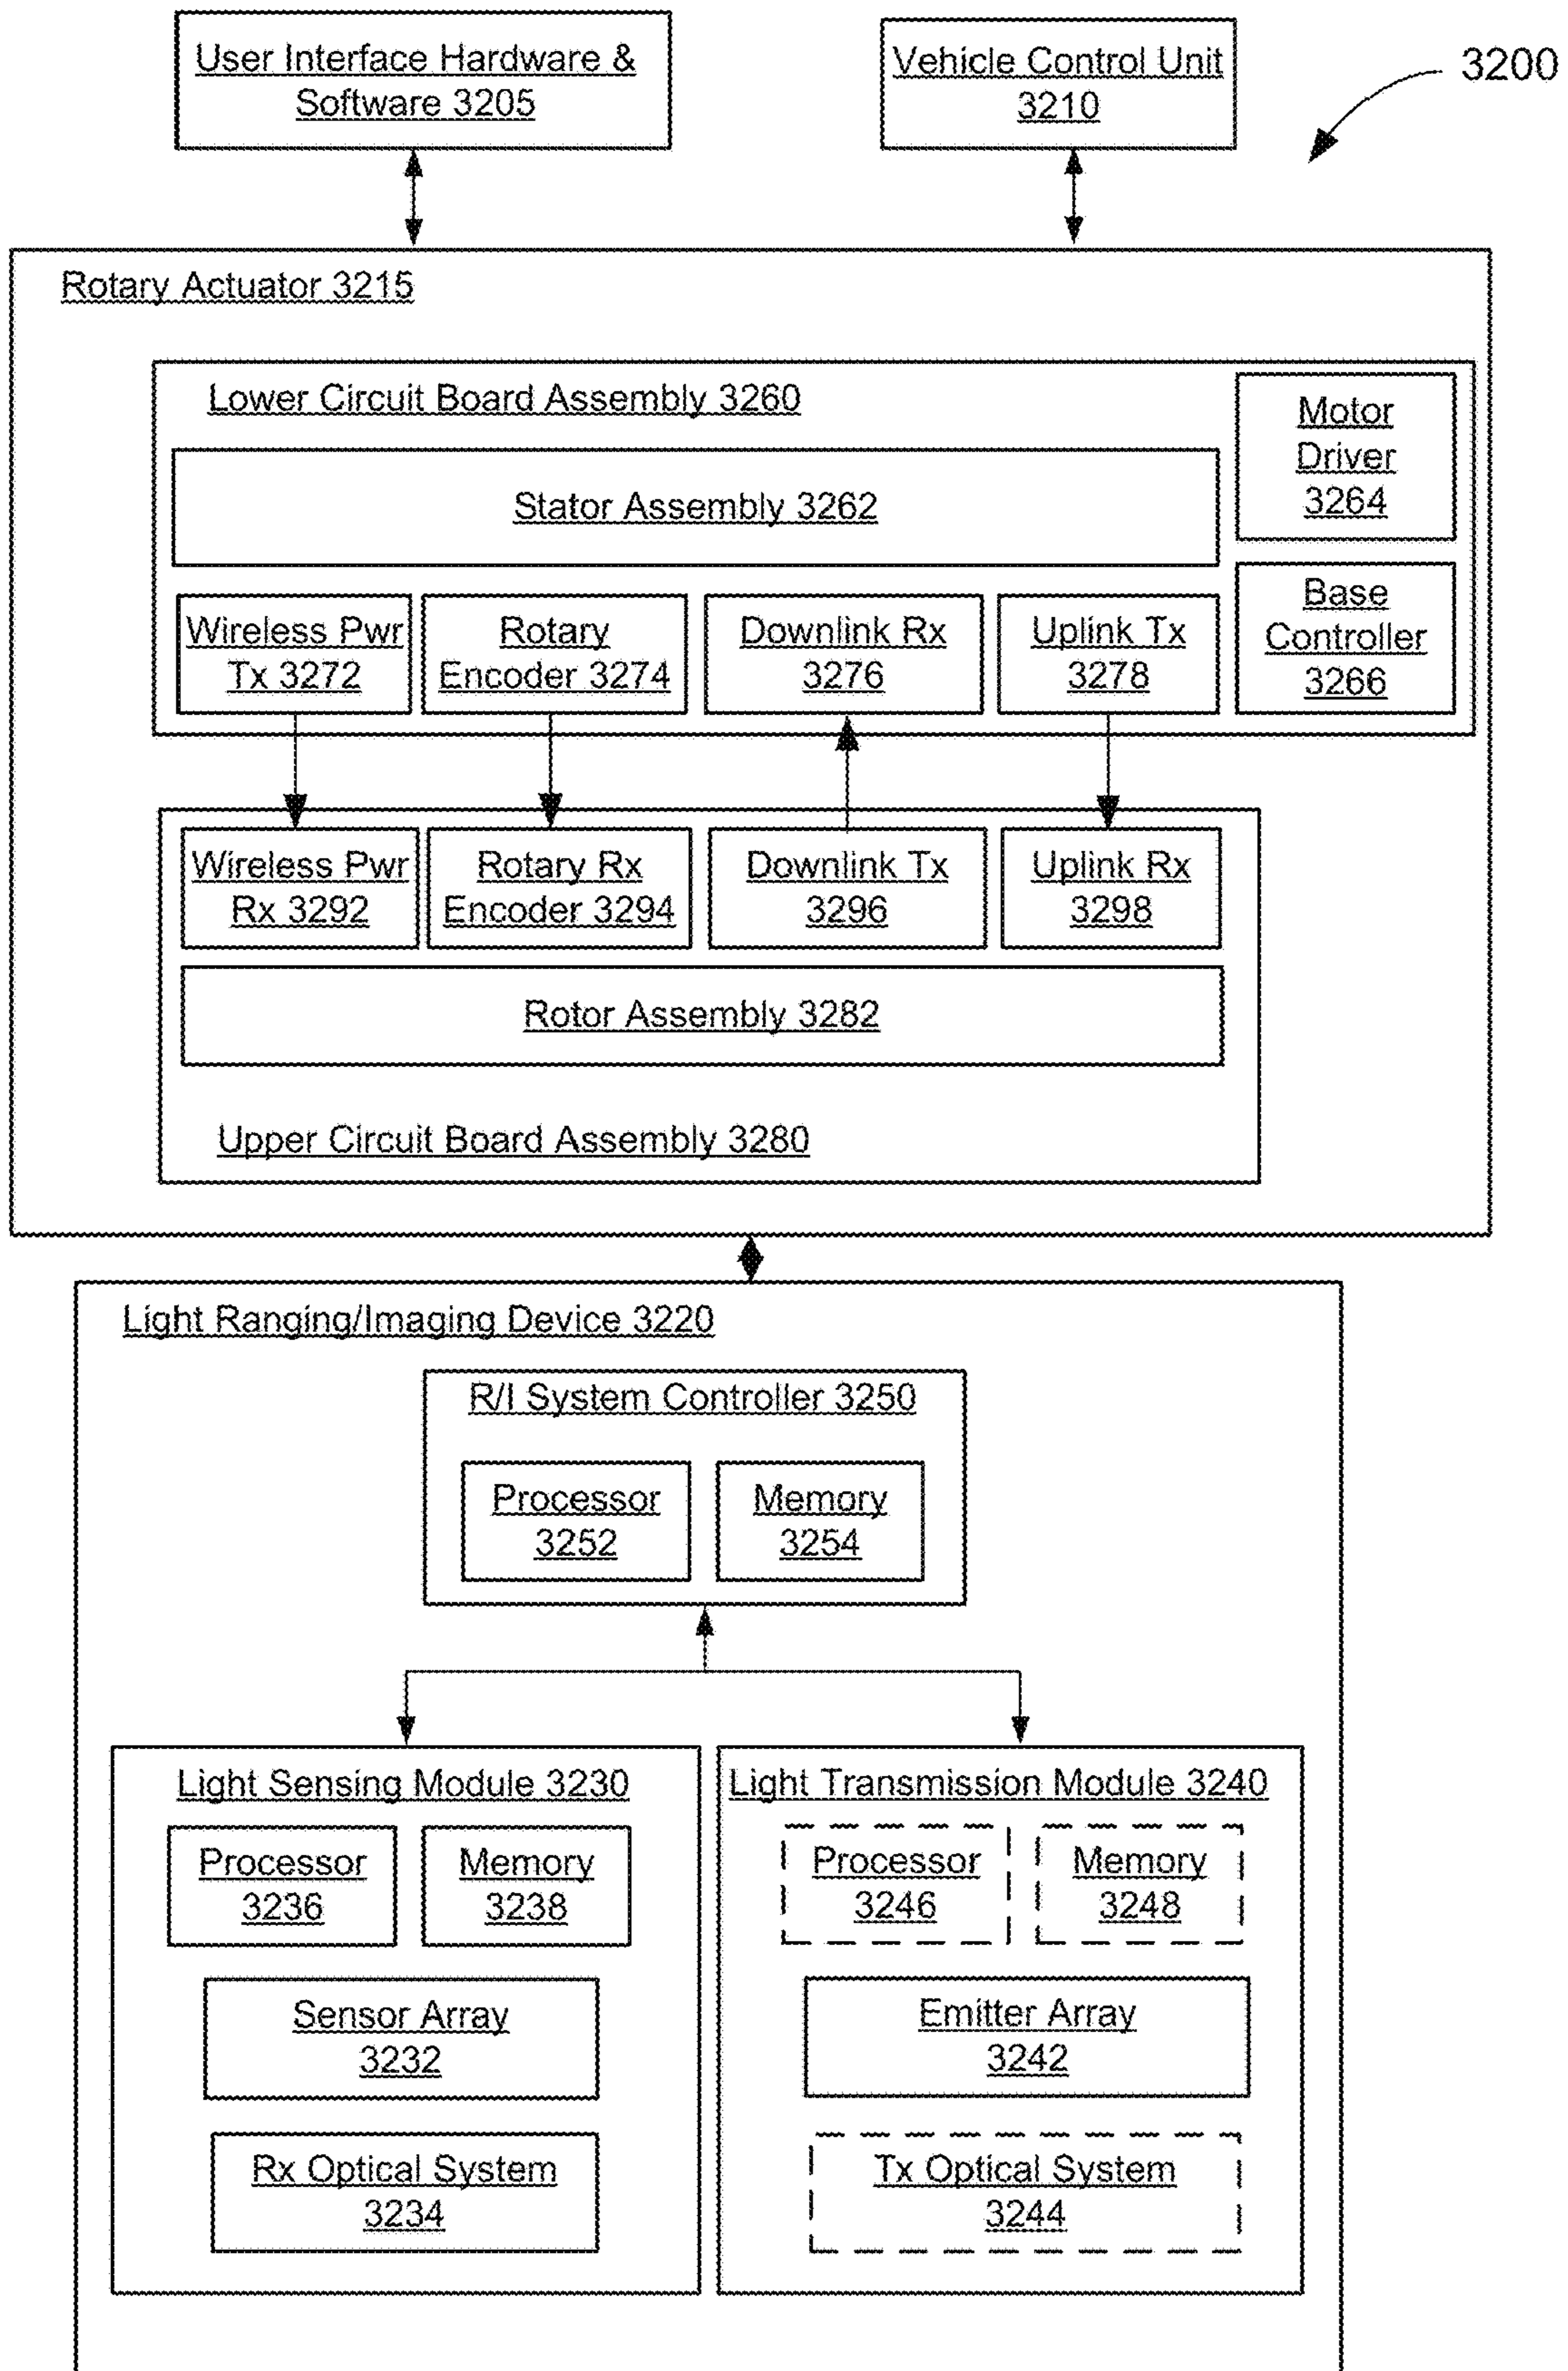 User Interface Hardware &
Software 3205
Vehicle Control Unit
3210
3200
Rotary Actuator 3215
Lower Circuit Board Assembly 3260
Motor
Driver
3264
Stator Assembly 3262
Wireless Pwr
Tx 3272
Rotary
Encoder 3274
Downlink Rx
3276
Uplink Tx
3278
Base
Controller
3266
Wireless Pwr
Rx 3292
Rotary Rx
Encoder 3294
Downlink Tx
3296
Uplink Rx
3298
Rotor Assembly 3282
Upper Circuit Board Assembly 3280
Light Ranging/Imaging Device 3220
R/I System Controller 3250
Processor
3252
Memory
3254
Light Sensing Module 3230
Processor
3236
Memory
3238
Sensor Array
3232
Rx Optical System
3234
Light Transmission Module 3240
Processor
3246
Memory
3248
Emitter Array
3242
Tx Optical System
3244